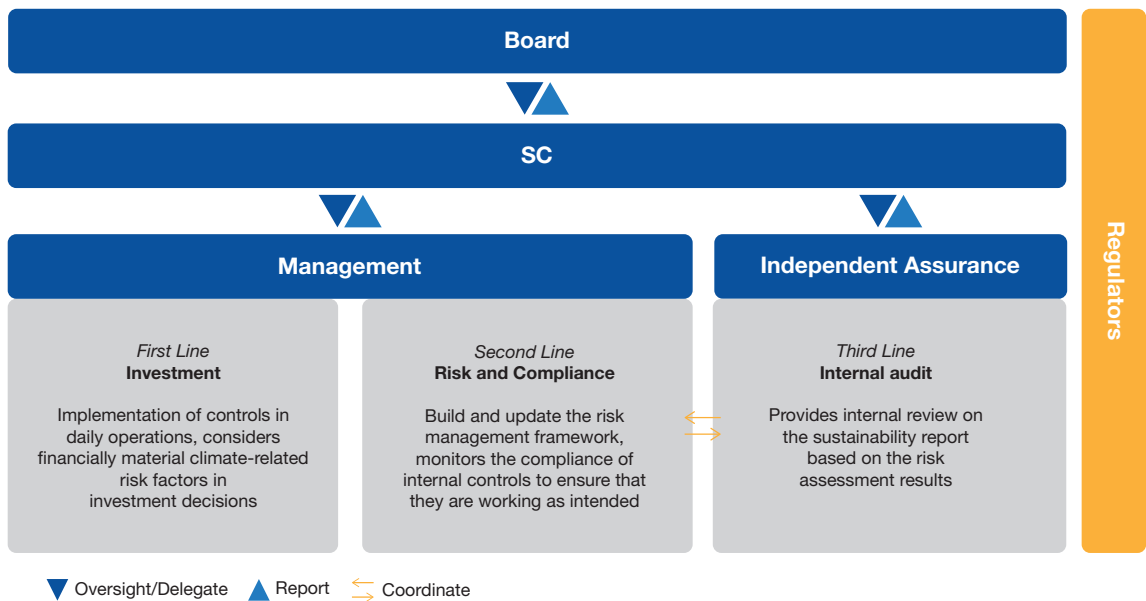 Board
SC
Management
Independent Assurance
Regulators
First Line
Investment
Implementation of controls in
daily operations, considers
financially material climate-related
risk factors in
investment decisions
Second Line
Risk and Compliance
Build and update the risk
management framework,
monitors the compliance of
internal controls to ensure that
they are working as intended
Third Line
Internal audit
Provides internal review on
the sustainability report
based on the risk
assessment results
Oversight/Delegate
Report
Coordinate